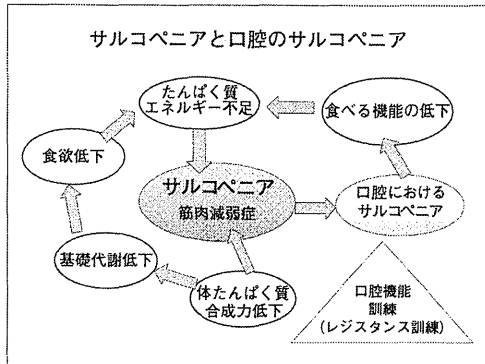 サルコペニアと口腔のサルコペニア
たんぱく質
エネルギー不足
食べる機能の低下
食欲低下
サルコペニア
筋肉減弱症
口腔における
サルコペニア
基礎代謝低下
体たんぱく質
合成力低下
口腔機能
訓練
(レジスタンス訓練)